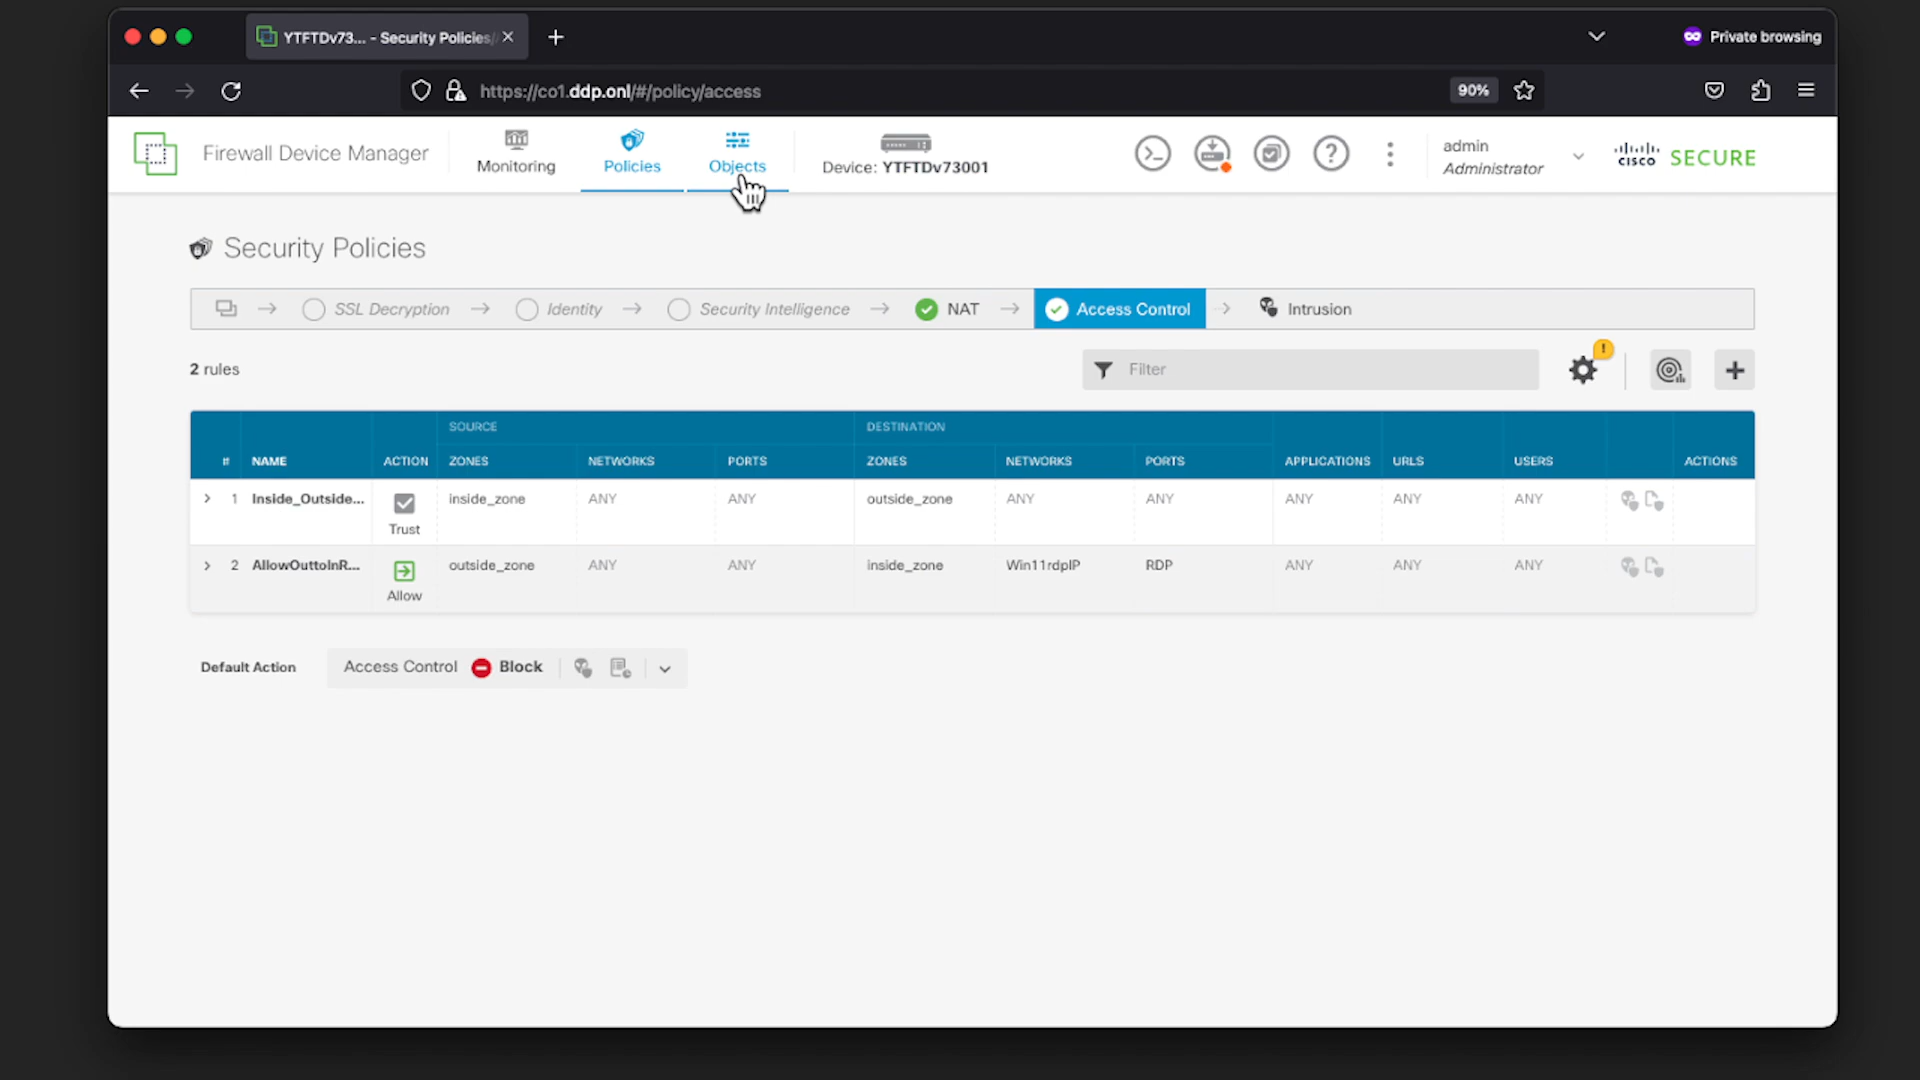 YTFTDv73... - Security Policies/
Private browsing
https://co1.ddp.onl/#/policy/access
90%
Firewall Device Manager
Monitoring
Policies
Objects
Device: YTFTDv73001
admin
Administrator
cisco SECURE
Security Policies
SSL Decryption
Identity
Security Intelligence
NAT
Access Control
Intrusion
2 rules
Filter
SOURCE
DESTINATION
# NAME ACTION ZONES NETWORKS PORTS ZONES NETWORKS PORTS APPLICATIONS URLS USERS ACTIONS
1 Inside_Outside... Trust inside_zone ANY ANY outside_zone ANY ANY ANY ANY ANY
2 AllowOuttoInR... Allow outside_zone ANY ANY inside_zone Win11rdpIP RDP ANY ANY ANY
Default Action Access Control Block